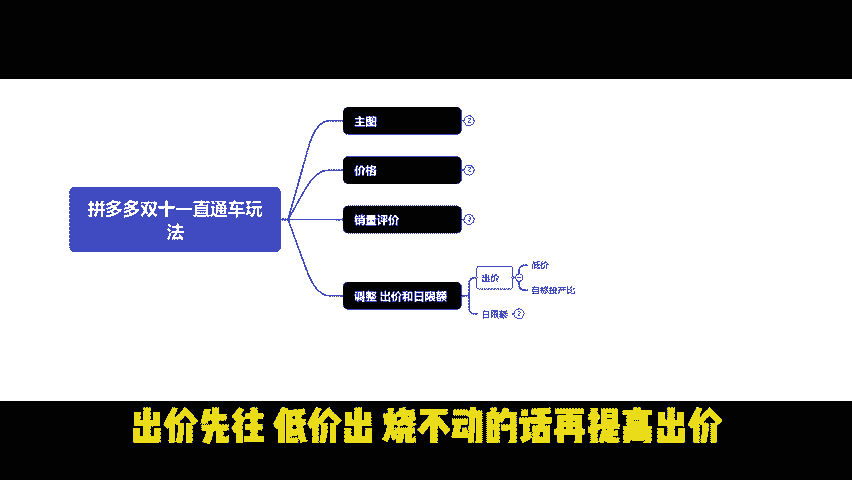 主图
2
价格
2
拼多多双十一直通车玩
法
销量评价
3
调整 出价和日限额
出价
低价
目标投产比
日限额
2
出价先往 低价出 烧不动的话再提高出价